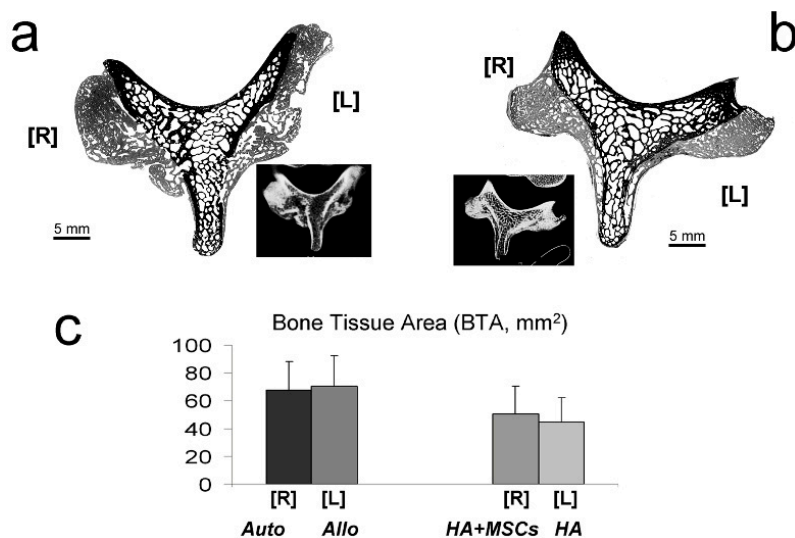 a
b
[R]
[L]
[R]
[L]
5 mm
5 mm
c
Bone Tissue Area (BTA, mm²)
100
80
60
40
20
0
[R] [L] [R] [L]
Auto Allo HA+MSCs HA